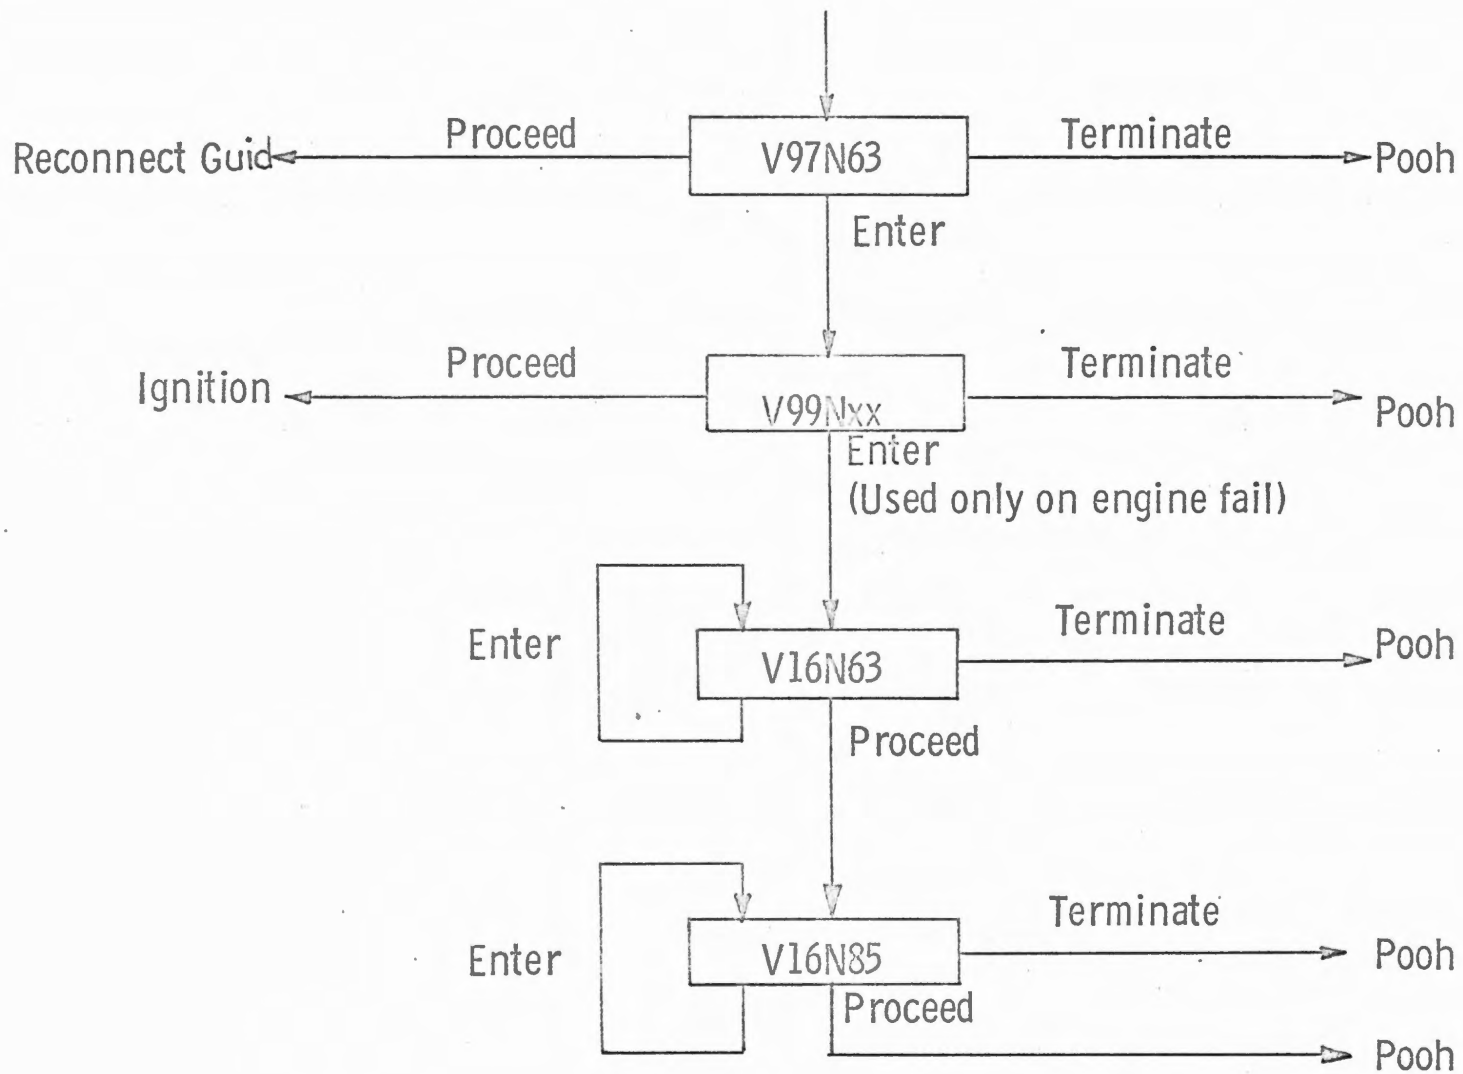 Proceed
Terminate
Reconnect Guid
V97N63
Pooh
Enter
Proceed
Terminate
Ignition
V99Nxx
Pooh
Enter
(Used only on engine fail)
Enter
V16N63
Terminate
Pooh
Proceed
Enter
V16N85
Terminate
Pooh
Proceed
Pooh